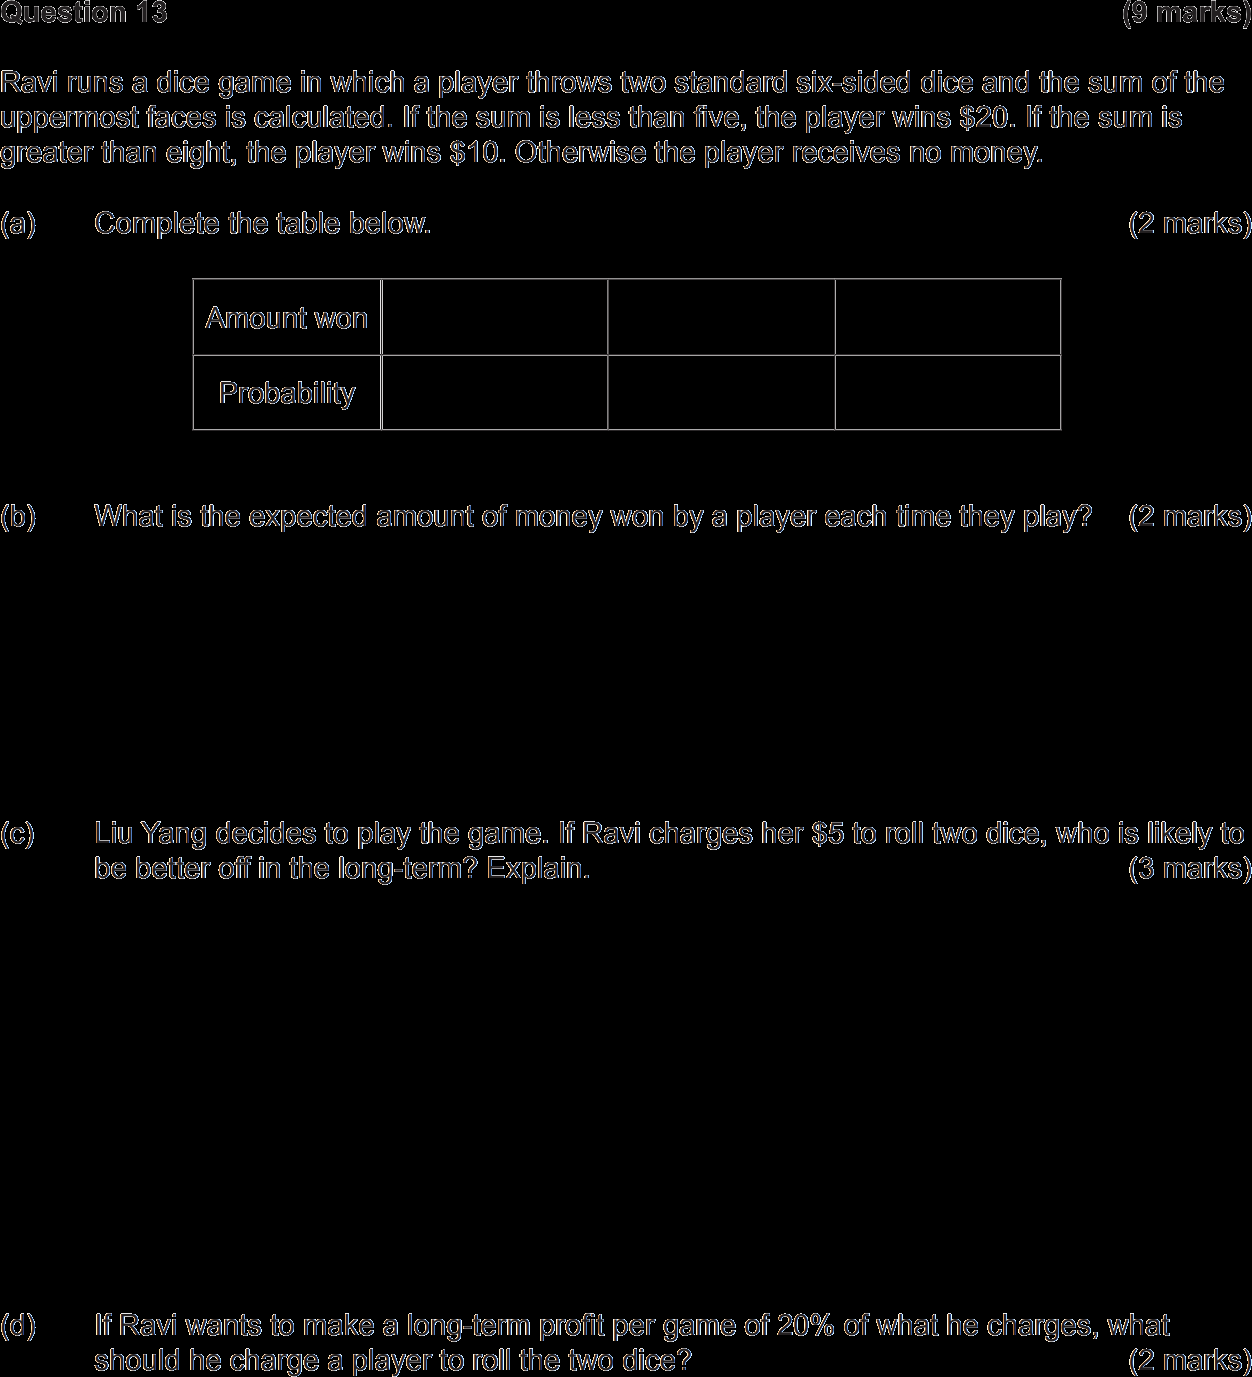 Question 13 (9 marks)
Ravi runs a dice game in which a player throws two standard six-sided dice and the sum of the
uppermost faces is calculated. If the sum is less than five, the player wins $20. If the sum is
greater than eight, the player wins $10. Otherwise the player receives no money.
(a) Complete the table below. (2 marks)
Amount won
Probability
(b) What is the expected amount of money won by a player each time they play? (2 marks)
(c) Liu Yang decides to play the game. If Ravi charges her $5 to roll two dice, who is likely to
be better off in the long-term? Explain. (3 marks)
(d) If Ravi wants to make a long-term profit per game of 20% of what he charges, what
should he charge a player to roll the two dice? (2 marks)